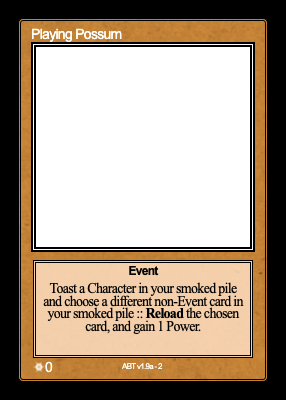 Playing Possum
Event
Toast a Character in your smoked pile
and choose a different non-Event card in
your smoked pile :: Reload the chosen
card, and gain 1 Power.
0
ABT v1.9a - 2